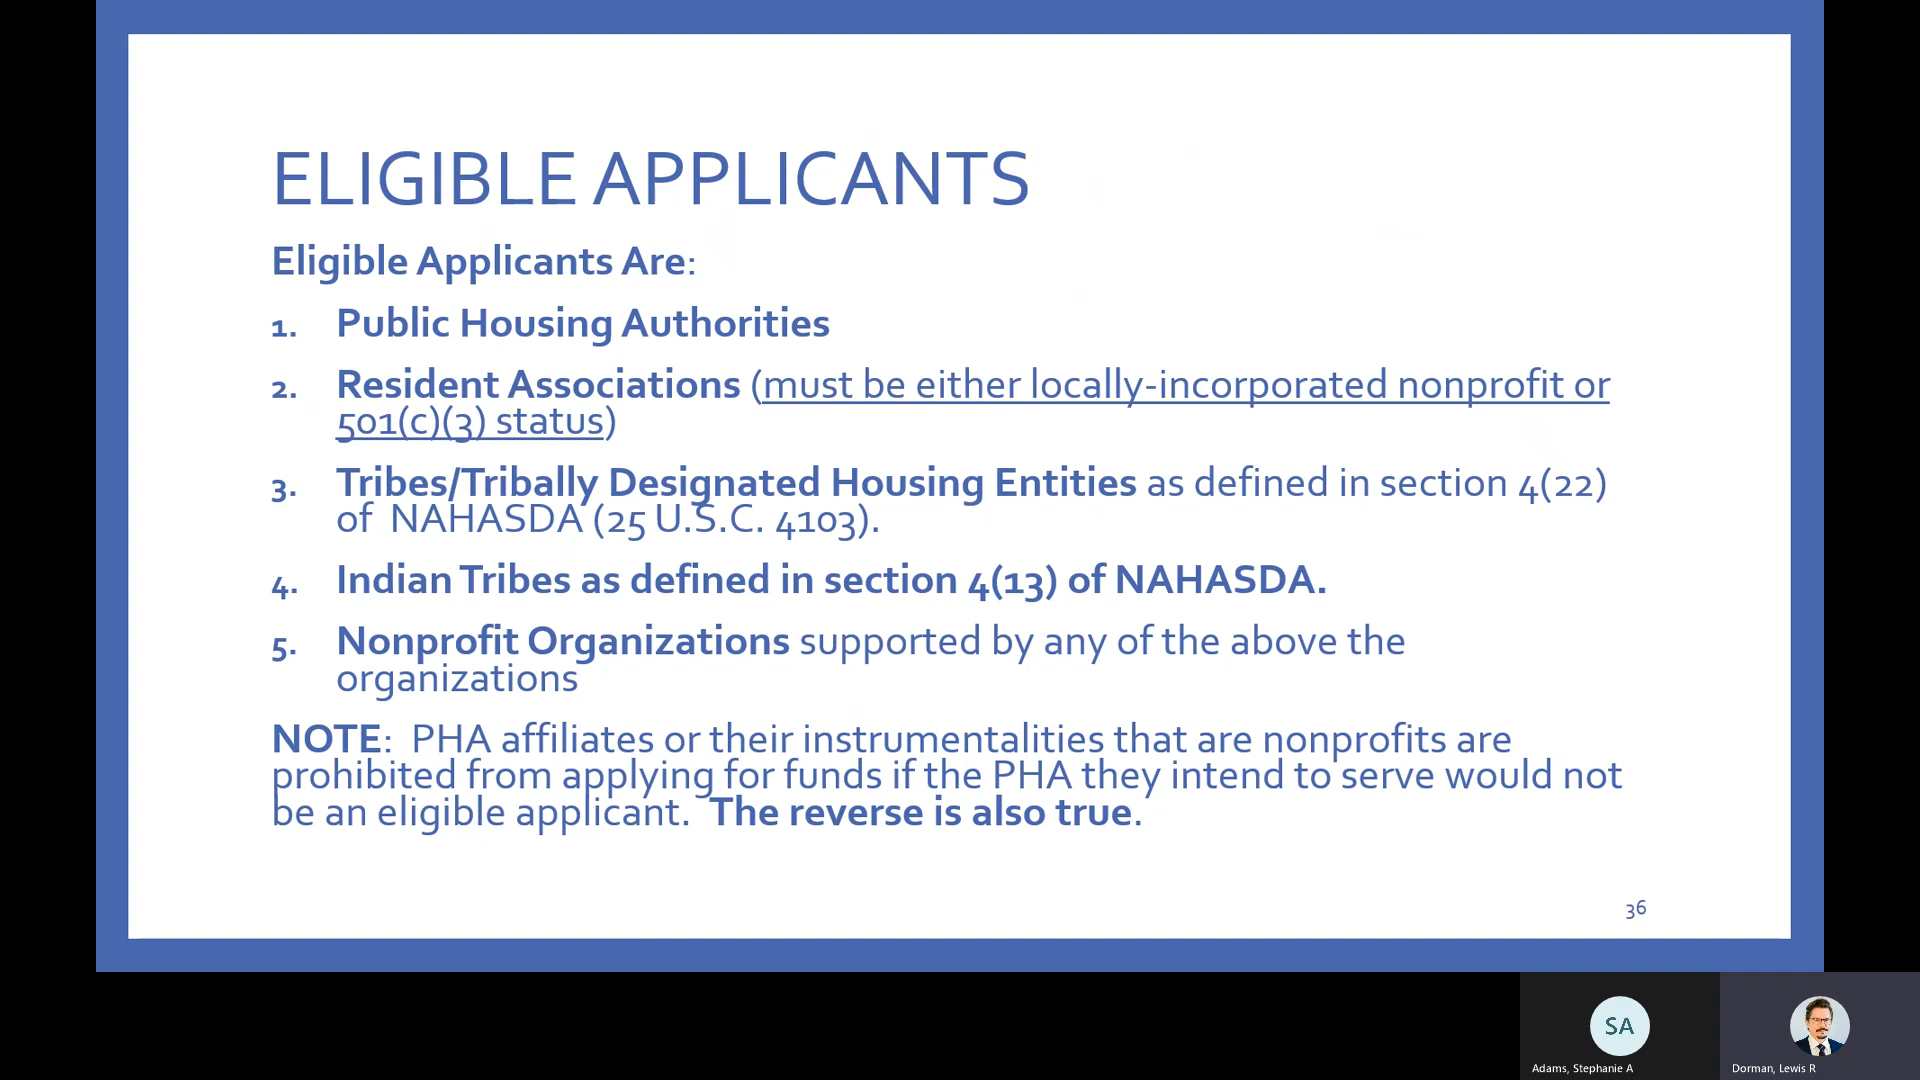 ELIGIBLE APPLICANTS
Eligible Applicants Are:
1. Public Housing Authorities
2. Resident Associations (must be either locally-incorporated nonprofit or
501(c)(3) status)
3. Tribes/Tribally Designated Housing Entities as defined in section 4(22)
of  NAHASDA (25 U.S.C. 4103).
4. Indian Tribes as defined in section 4(13) of NAHASDA.
5. Nonprofit Organizations supported by any of the above the
organizations
NOTE:  PHA affiliates or their instrumentalities that are nonprofits are
prohibited from applying for funds if the PHA they intend to serve would not
be an eligible applicant.  The reverse is also true.
36
SA
Adams, Stephanie A
Dorman, Lewis R